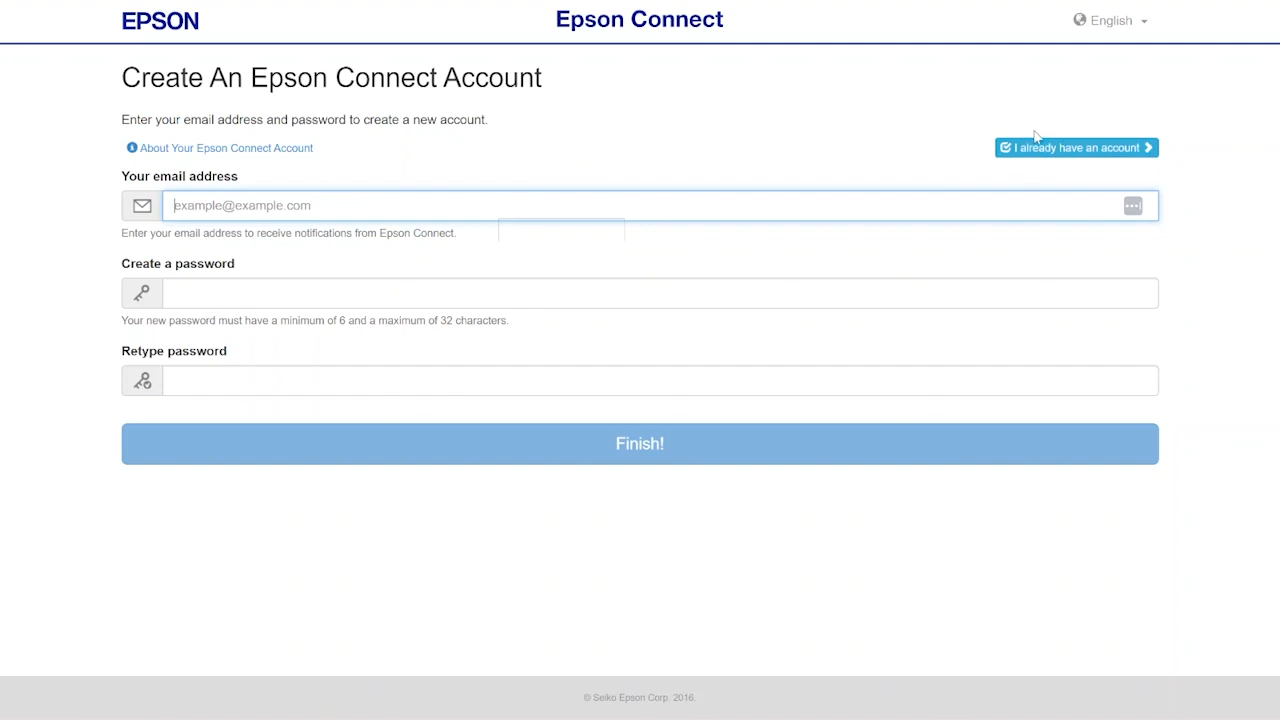 EPSON
Epson Connect
English
Create An Epson Connect Account
Enter your email address and password to create a new account.
About Your Epson Connect Account
I already have an account
Your email address
example@example.com
Enter your email address to receive notifications from Epson Connect.
Create a password
Your new password must have a minimum of 6 and a maximum of 32 characters.
Retype password
Finish!
© Seiko Epson Corp. 2016.